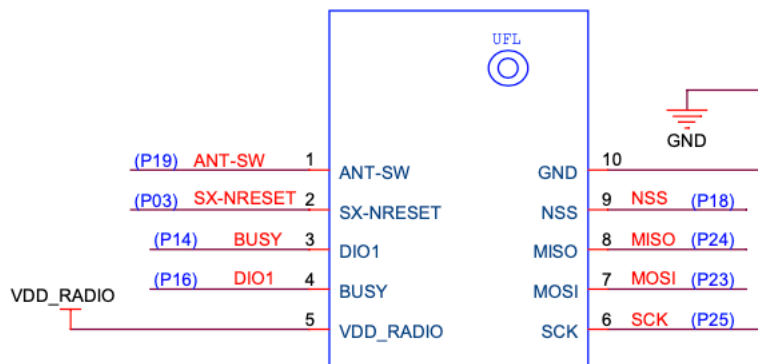 UFL
GND
(P19) ANT-SW 1 ANT-SW GND 10
(P03) SX-NRESET 2 SX-NRESET NSS 9 NSS (P18)
(P14) BUSY 3 DIO1 MISO 8 MISO (P24)
(P16) DIO1 4 BUSY MOSI 7 MOSI (P23)
VDD_RADIO
5 VDD_RADIO SCK 6 SCK (P25)